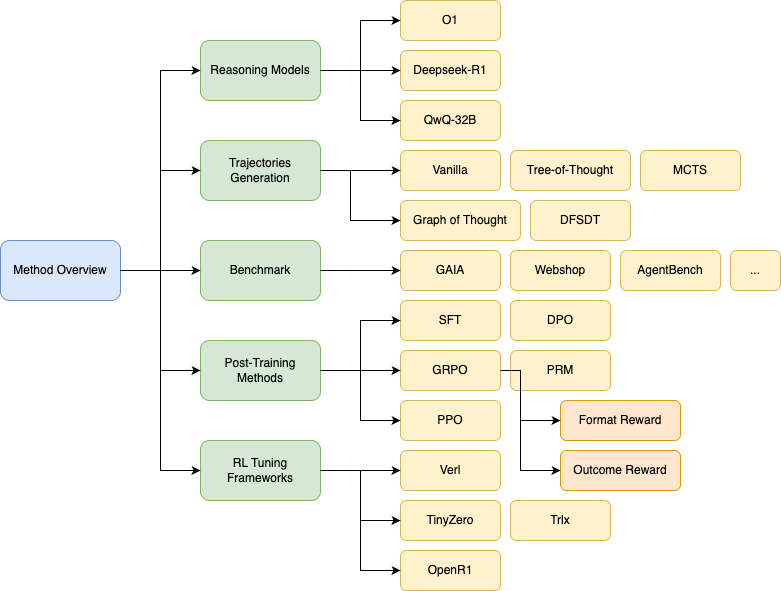 O1
Reasoning Models
Deepseek-R1
QwQ-32B
Trajectories
Generation
Vanilla
Tree-of-Thought
MCTS
Graph of Thought
DFSDT
Method Overview
Benchmark
GAIA
Webshop
AgentBench
...
SFT
DPO
Post-Training
Methods
GRPO
PRM
PPO
Format Reward
RL Tuning
Frameworks
Verl
Outcome Reward
TinyZero
Trlx
OpenR1